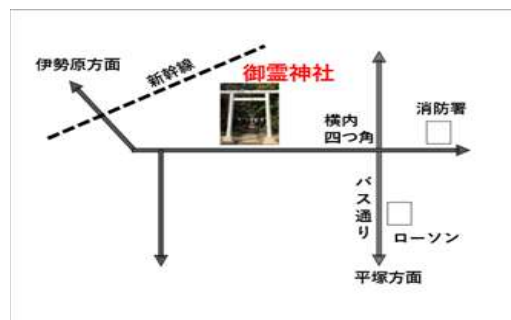 伊勢原方面
新幹線
御霊神社
横内
四つ角
消防署
バス通り
ローソン
平塚方面